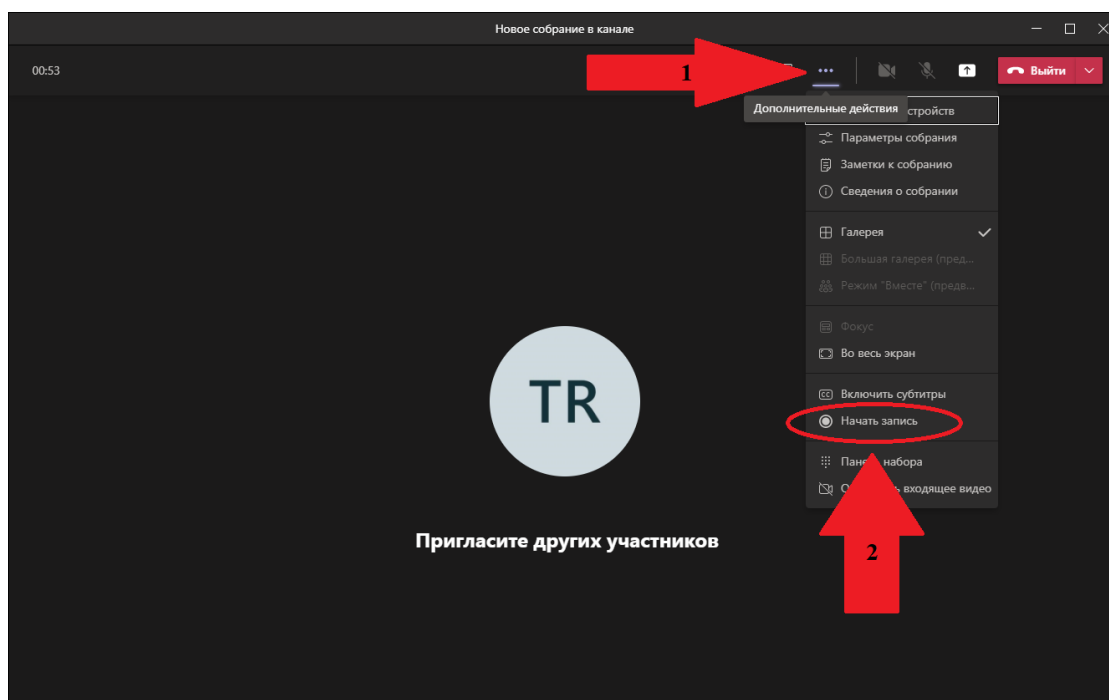 Новое собрание в канале
00:53
1
Выйти
Дополнительные действия
стройств
Параметры собрания
Заметки к собранию
Сведения о собрании
Галерея
Большая галерея (пред...
Режим "Вместе" (предв...
Фокус
Во весь экран
CC Включить субтитры
Начать запись
набора
входящее видео
TR
Пригласите других участников
2